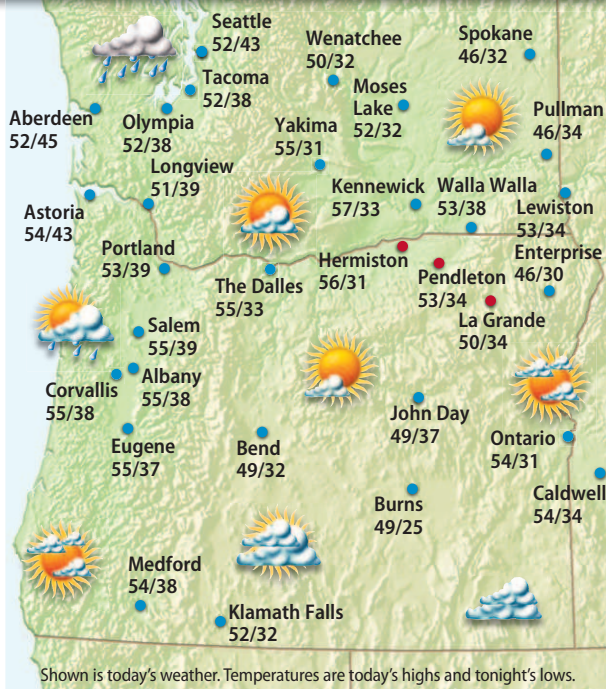 Seattle
52/43
Wenatchee
50/32
Spokane
46/32
Tacoma
52/38
Moses
Lake
52/32
Aberdeen
52/45
Olympia
52/38
Yakima
55/31
Pullman
46/34
Longview
51/39
Kennewick
57/33
Walla Walla
53/38
Lewiston
53/34
Astoria
54/43
Portland
53/39
The Dalles
55/33
Hermiston
56/31
Pendleton
53/34
Enterprise
46/30
La Grande
50/34
Salem
55/39
Corvallis
55/38
Albany
55/38
John Day
49/37
Eugene
55/37
Bend
49/32
Ontario
54/31
Burns
49/25
Caldwell
54/34
Medford
54/38
Klamath Falls
52/32
Shown is today's weather. Temperatures are today's highs and tonight's lows.